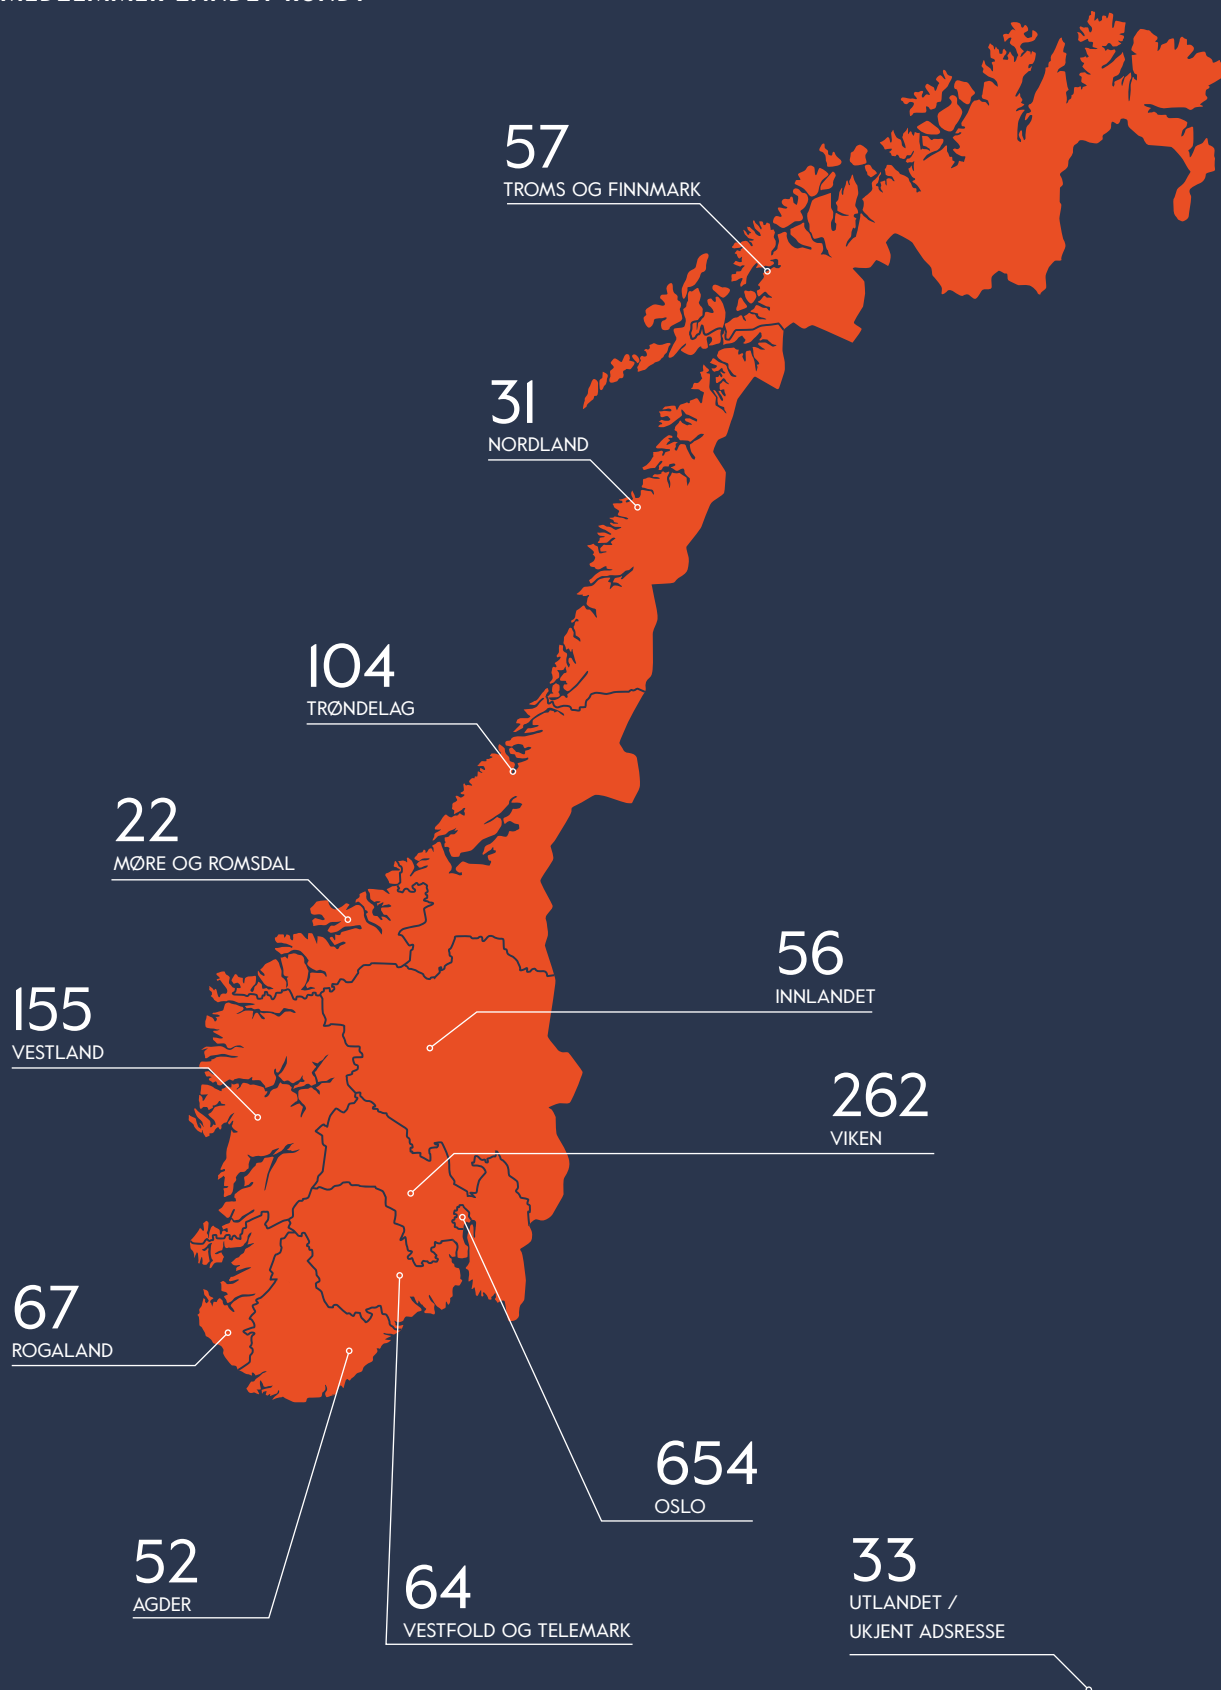 57
TROMS OG FINNMARK
31
NORDLAND
104
TRØNDELAG
22
MØRE OG ROMSDAL
56
INNLANDET
155
VESTLAND
262
VIKEN
67
ROGALAND
654
OSLO
52
AGDER
64
VESTFOLD OG TELEMARK
33
UTLANDET /
UKJENT ADSRESSE